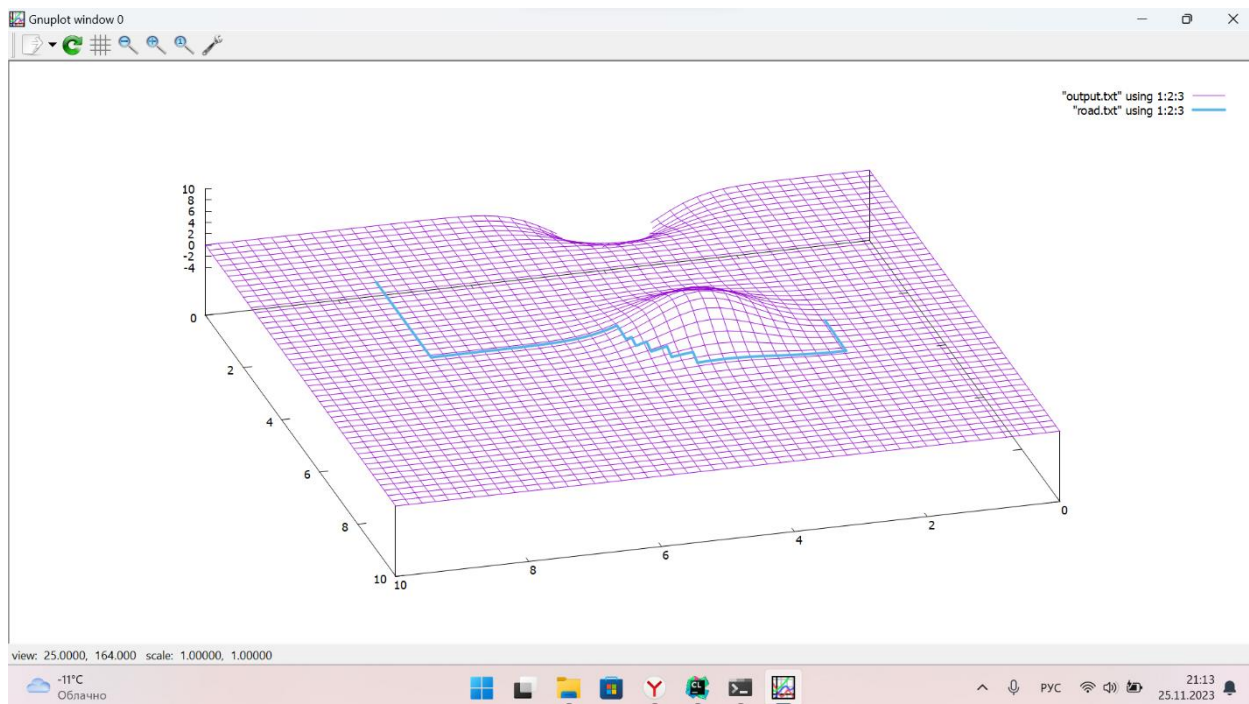 Gnuplot window 0
"output.txt" using 1:2:3
"road.txt" using 1:2:3
10
8
6
4
2
0
-2
-4
0
2
4
6
8
10
10
8
6
4
2
0
view: 25.0000, 164.000 scale: 1.00000, 1.00000
-11°C
Облачно
CL
РУС
21:13
25.11.2023